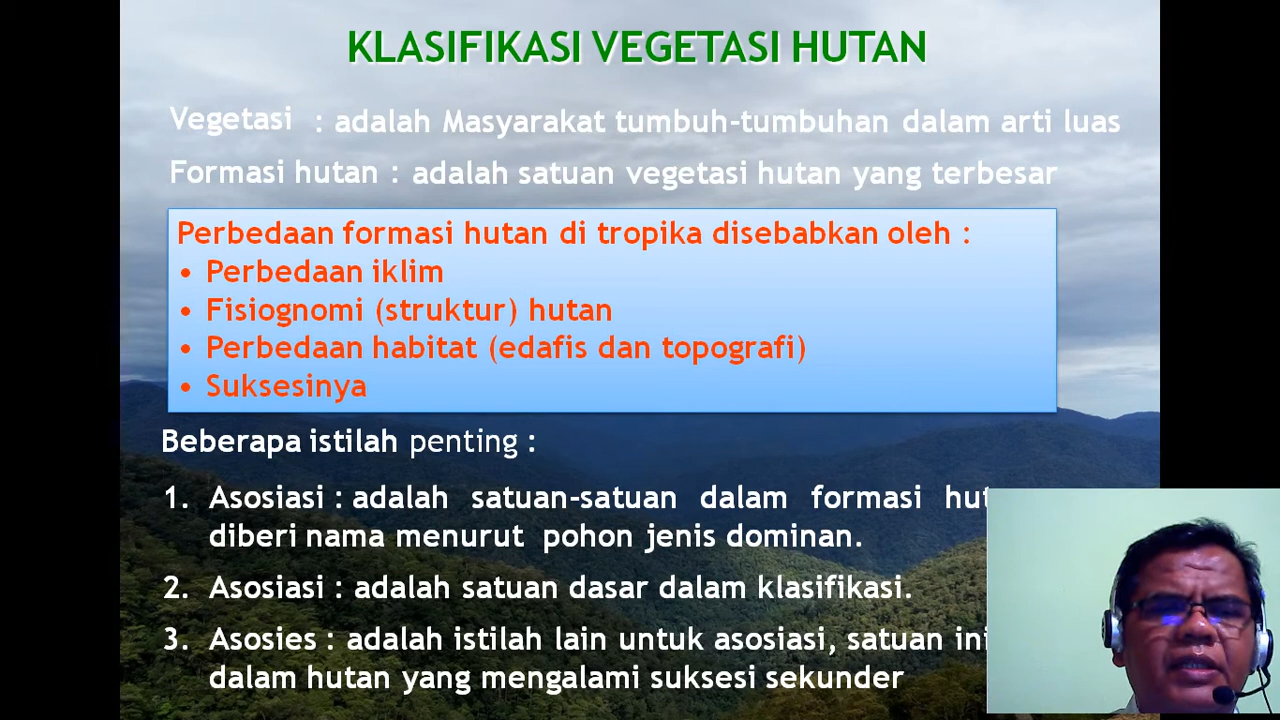 KLASIFIKASI VEGETASI HUTAN
Vegetasi : adalah Masyarakat tumbuh-tumbuhan dalam arti luas
Formasi hutan : adalah satuan vegetasi hutan yang terbesar
Perbedaan formasi hutan di tropika disebabkan oleh :
• Perbedaan iklim
• Fisiognomi (struktur) hutan
• Perbedaan habitat (edafis dan topografi)
• Suksesinya
Beberapa istilah penting :
1. Asosiasi : adalah satuan-satuan dalam formasi
diberi nama menurut pohon jenis dominan.
2. Asosiasi : adalah satuan dasar dalam klasifikasi.
3. Asosies : adalah istilah lain untuk asosiasi, satuan ini
dalam hutan yang mengalami suksesi sekunder